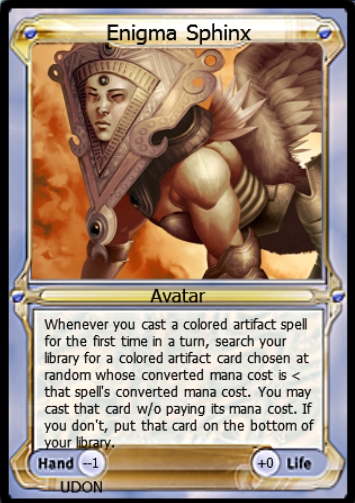 Enigma Sphinx
Avatar
Whenever you cast a colored artifact spell
for the first time in a turn, search your
library for a colored artifact card chosen at
random whose converted mana cost is <
that spell's converted mana cost. You may
cast that card w/o paying its mana cost. If
you don't, put that card on the bottom of
your library.
Hand --1 +0 Life
UDON